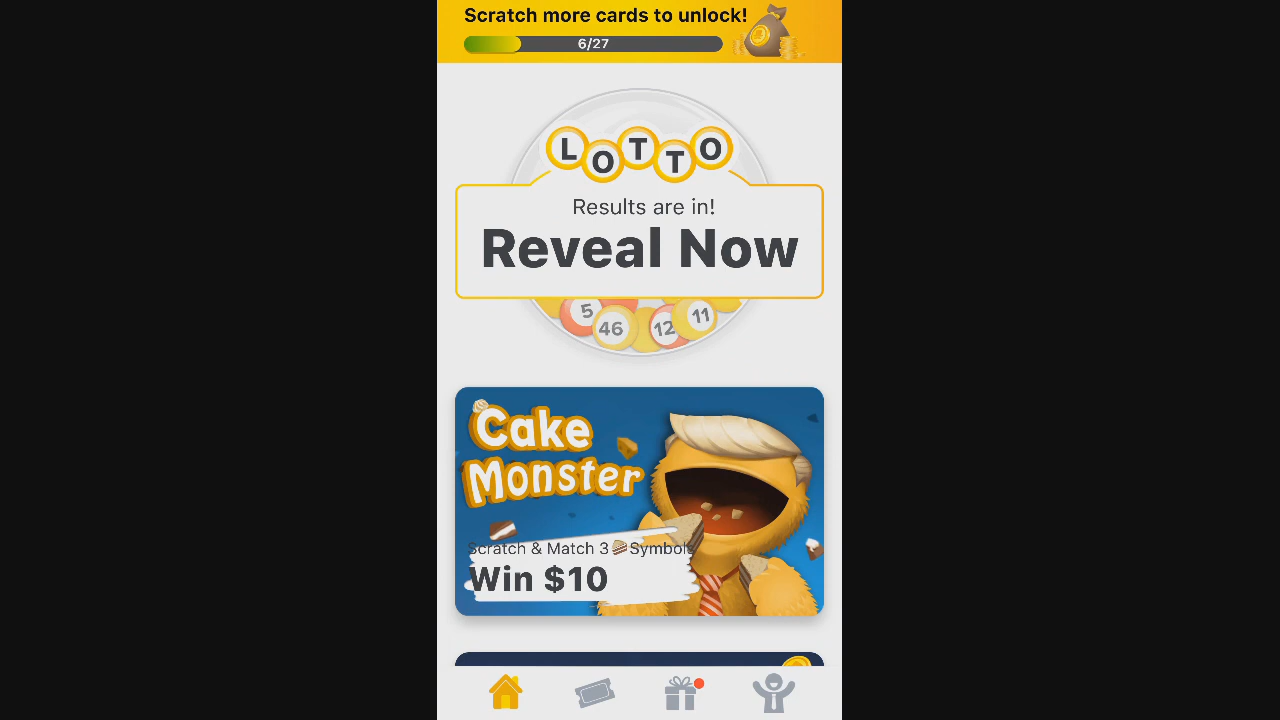 Scratch more cards to unlock!
6/27
LOTTO
Results are in!
Reveal Now
5
46
12
11
Cake
Monster
Scratch & Match 3 Symbols
Win $10